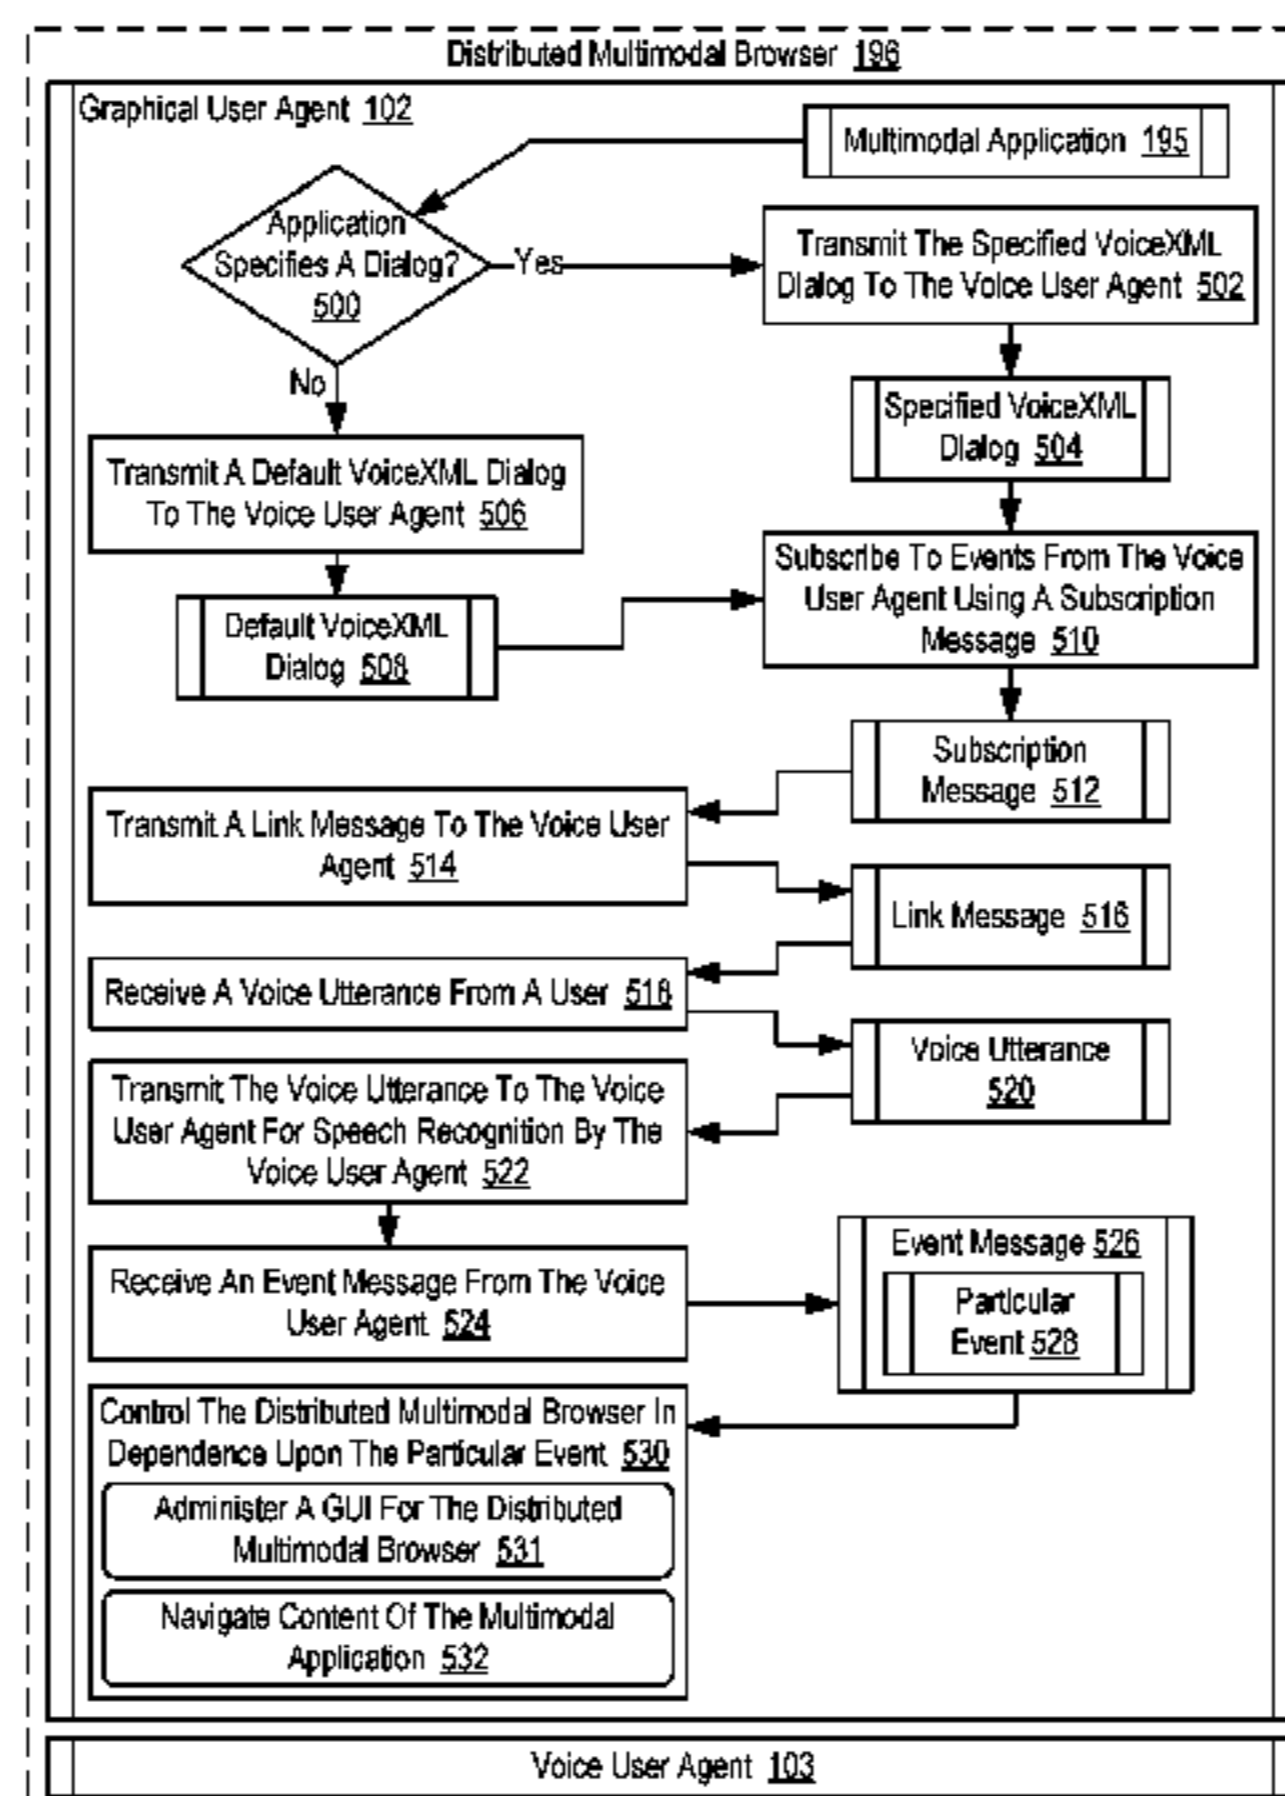 Distributed Multimodal Browser 196
Graphical User Agent 102
Multimodal Application 195
Application
Specifies A Dialog?
500
Yes
Transmit The Specified VoiceXML
Dialog To The Voice User Agent 502
No
Specified VoiceXML
Dialog 504
Transmit A Default VoiceXML Dialog
To The Voice User Agent 506
Default VoiceXML
Dialog 508
Subscribe To Events From The Voice
User Agent Using A Subscription
Message 510
Subscription
Message 512
Transmit A Link Message To The Voice User
Agent 514
Link Message 516
Receive A Voice Utterance From A User 518
Voice Utterance
520
Transmit The Voice Utterance To The Voice
User Agent For Speech Recognition By The
Voice User Agent 522
Receive An Event Message From The Voice
User Agent 524
Event Message 526
Particular
Event 528
Control The Distributed Multimodal Browser In
Dependence Upon The Particular Event 530
Administer A GUI For The Distributed
Multimodal Browser 531
Navigate Content Of The Multimodal
Application 532
Voice User Agent 103